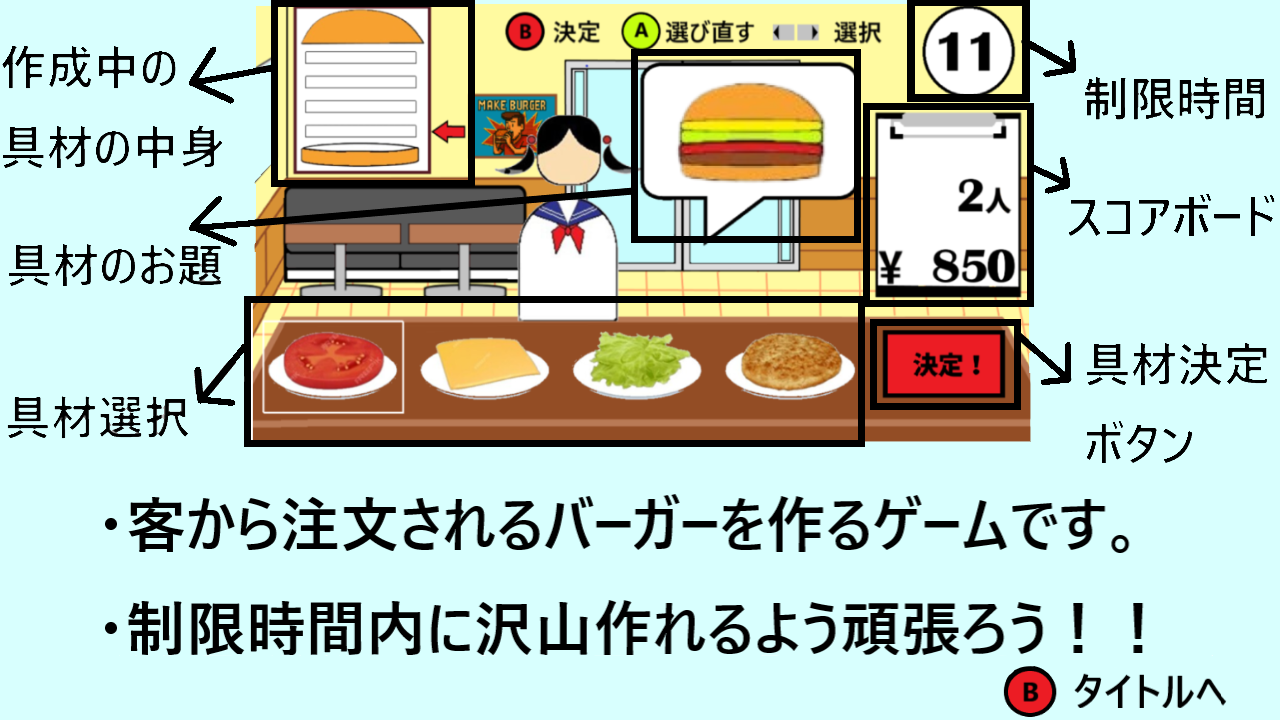 B 決定 A 選び直す 選択
11
作成中の
具材の中身
制限時間
MAKE BURGER
2人
スコアボード
¥ 850
具材のお題
決定！
具材決定
ボタン
具材選択
・客から注文されるバーガーを作るゲームです。
・制限時間内に沢山作れるよう頑張ろう！！
B タイトルへ